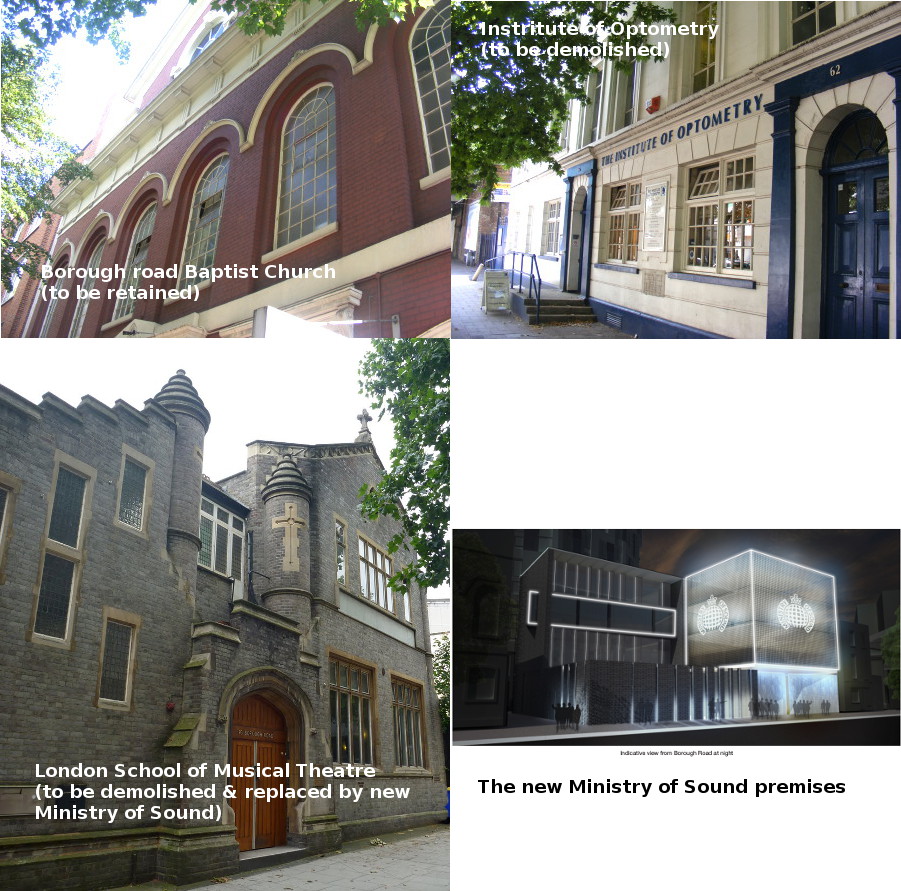 Institute of Optometry
(to be demolished)
62
THE INSTITUTE OF OPTOMETRY
Borough road Baptist Church
(to be retained)
London School of Musical Theatre
(to be demolished & replaced by new
Ministry of Sound)
Indicative view from Borough Road at night
The new Ministry of Sound premises